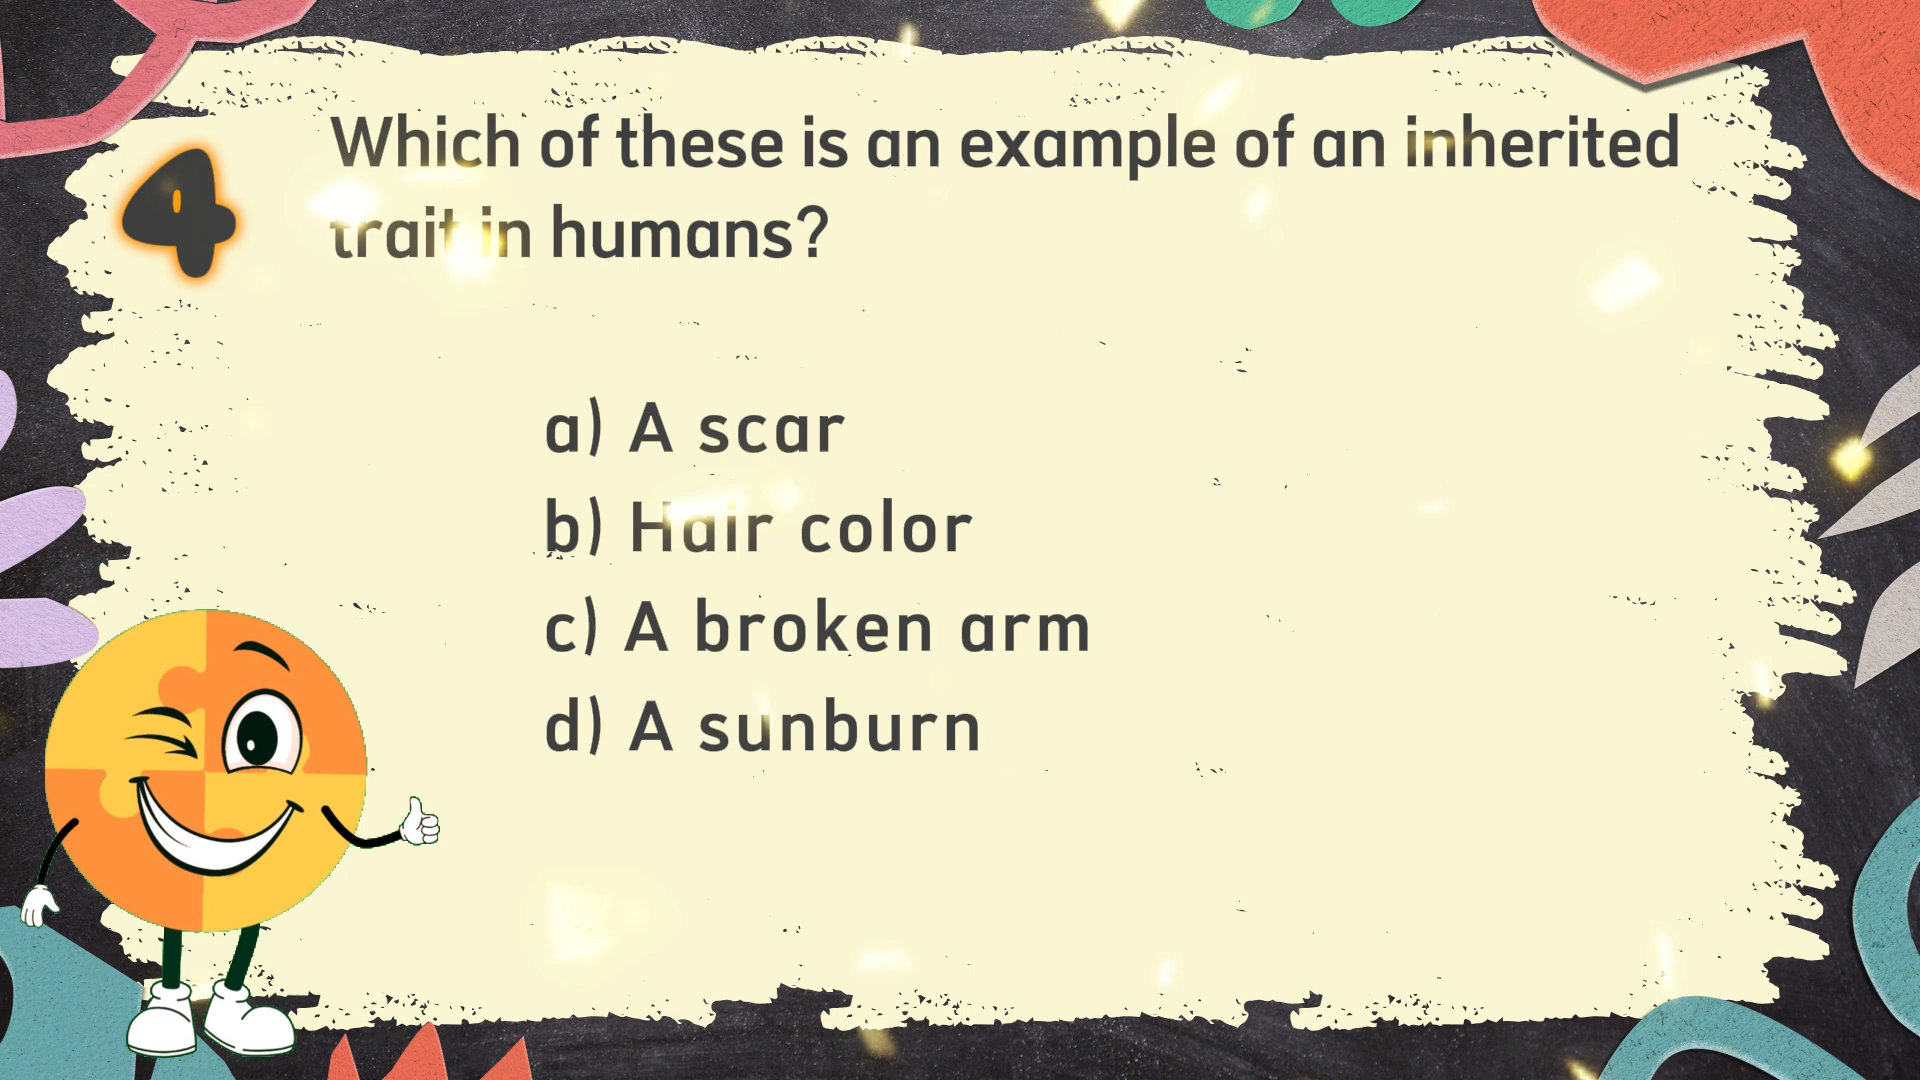 4
Which of these is an example of an inherited
trait in humans?
a) A scar
b) Hair color
c) A broken arm
d) A sunburn